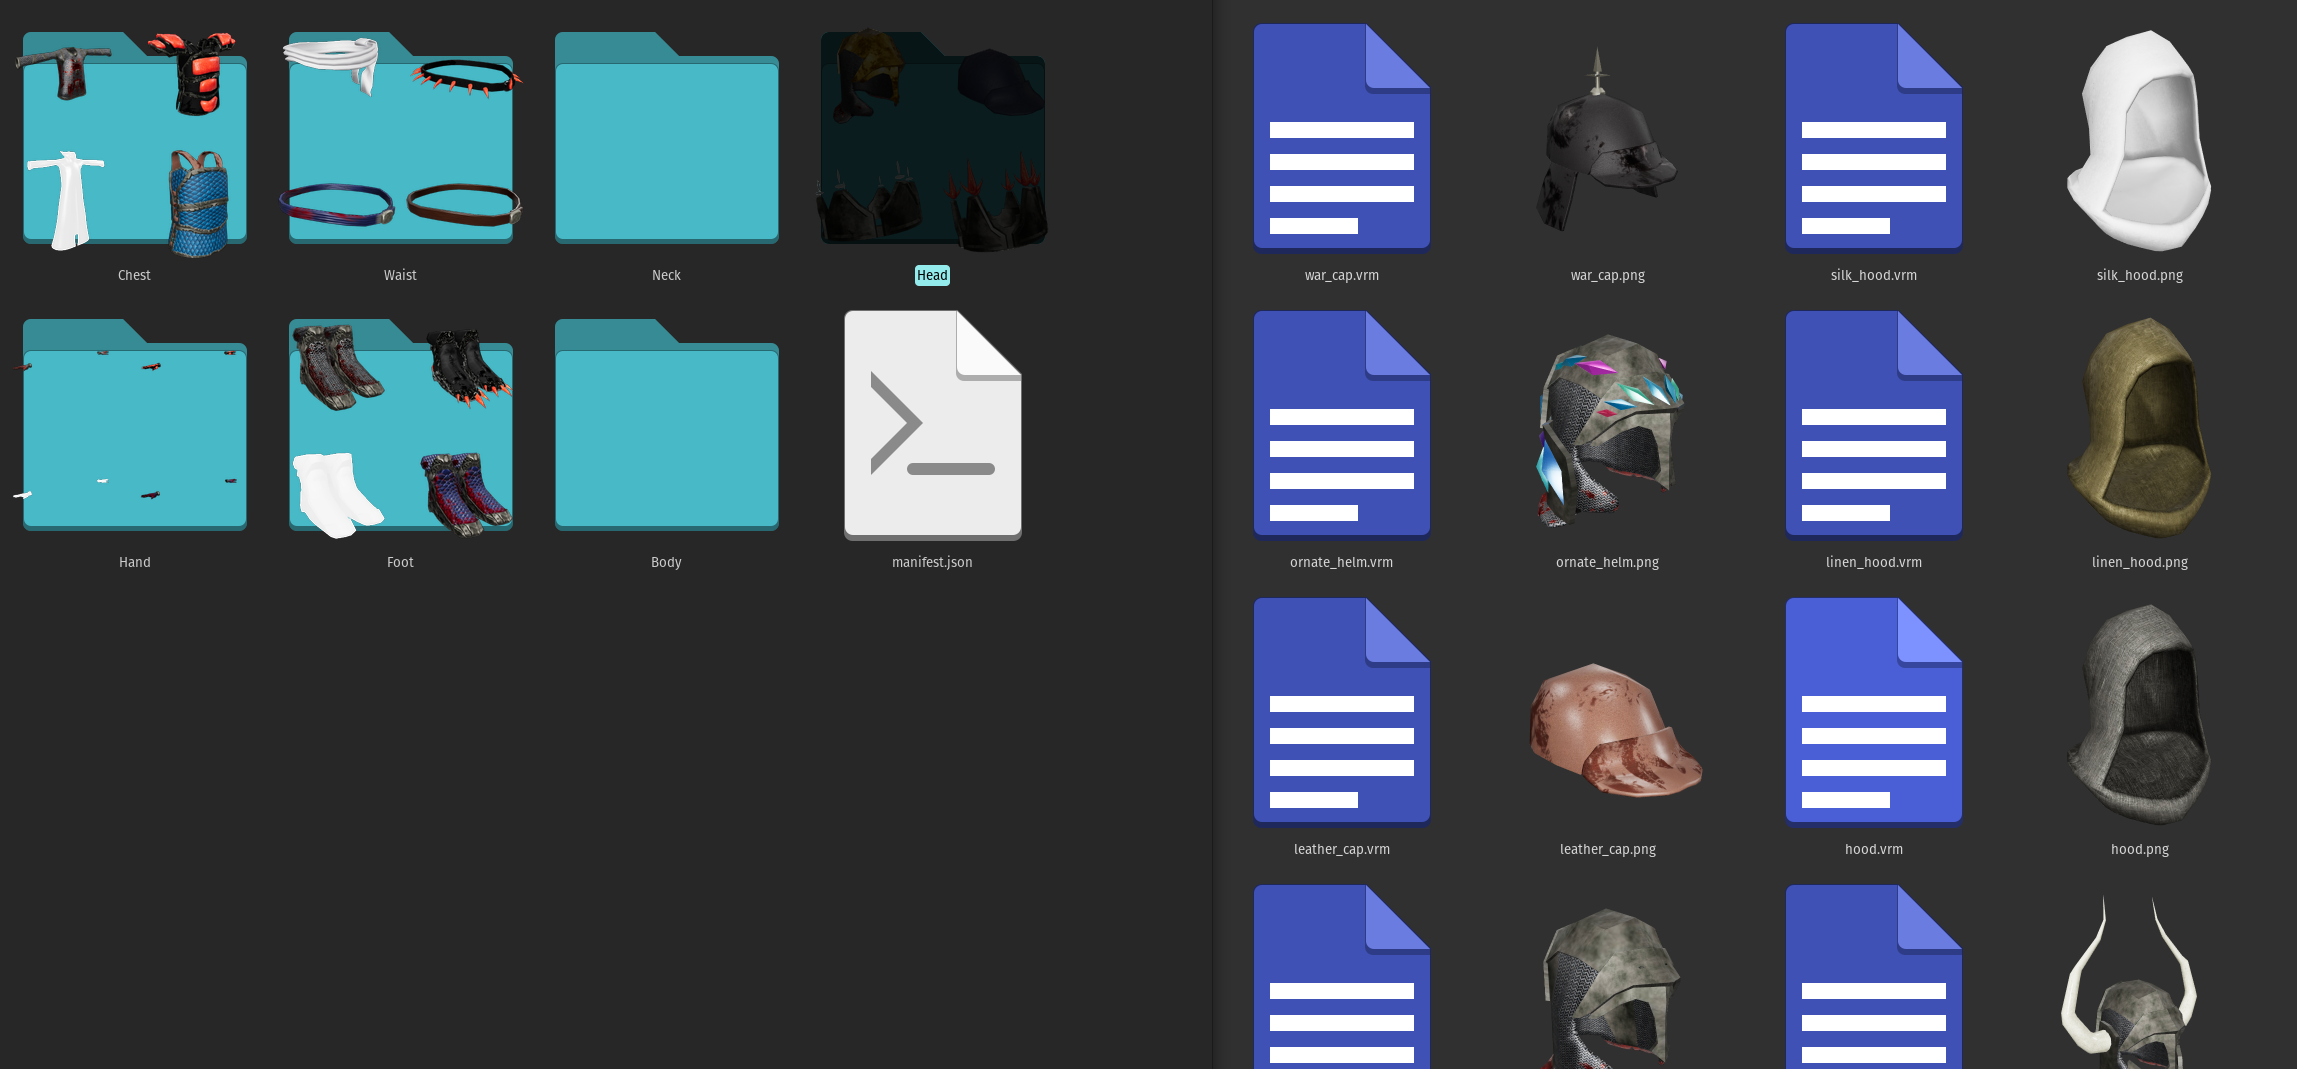 Chest
Waist
Neck
Head
Hand
Foot
Body
manifest.json
war_cap.vrm
war_cap.png
silk_hood.vrm
silk_hood.png
ornate_helm.vrm
ornate_helm.png
linen_hood.vrm
linen_hood.png
leather_cap.vrm
leather_cap.png
hood.vrm
hood.png